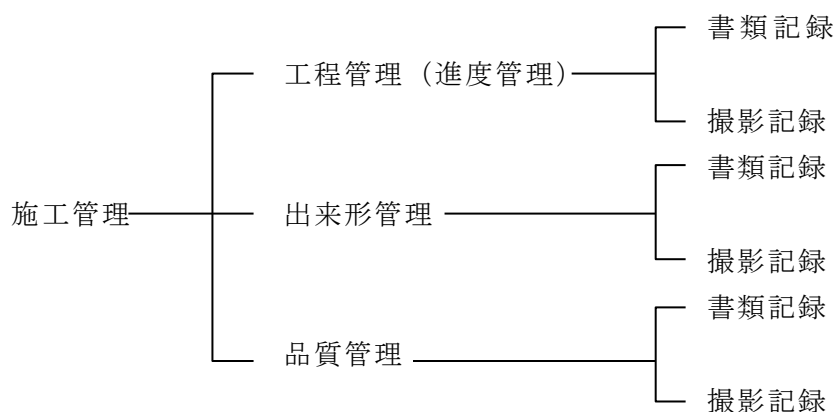 書類記録
工程管理（進度管理）
撮影記録
書類記録
施工管理
出来形管理
撮影記録
書類記録
品質管理
撮影記録